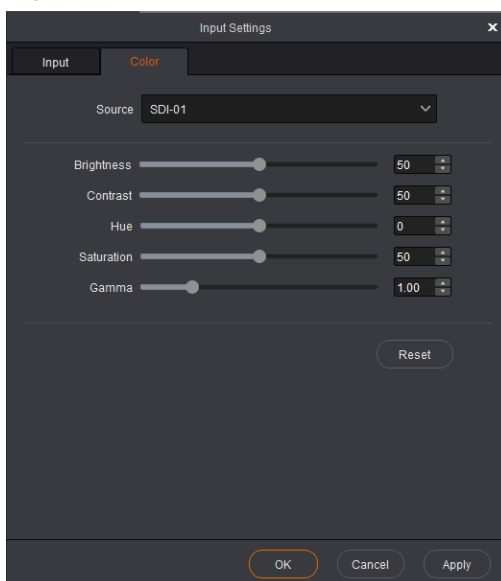 Input Settings
Input Color
Source SDI-01
Brightness 50
Contrast 50
Hue 0
Saturation 50
Gamma 1.00
Reset
OK Cancel Apply